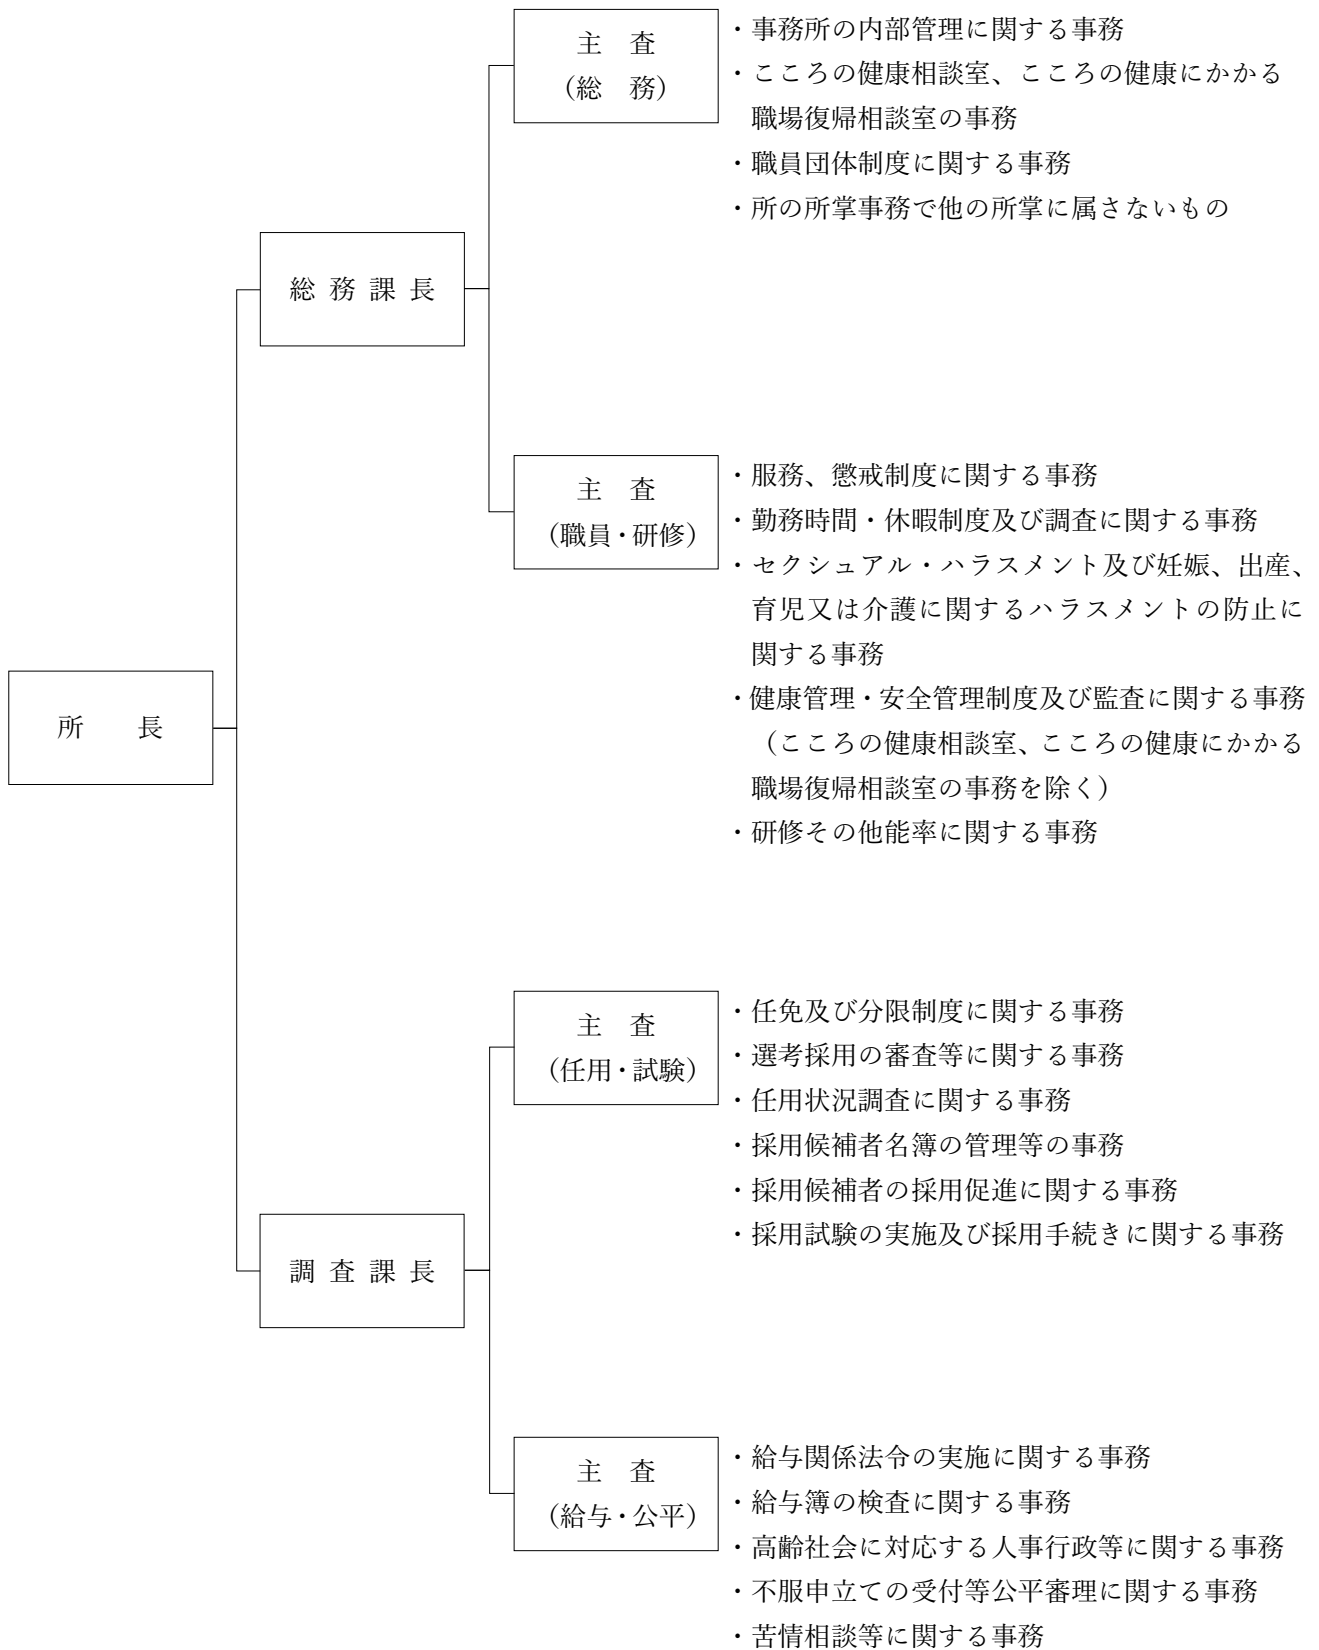 主　査
（総　務）
・事務所の内部管理に関する事務
・こころの健康相談室、こころの健康にかかる
職場復帰相談室の事務
・職員団体制度に関する事務
・所の所掌事務で他の所掌に属さないもの
総 務 課 長
主　査
（職員・研修）
・服務、懲戒制度に関する事務
・勤務時間・休暇制度及び調査に関する事務
・セクシュアル・ハラスメント及び妊娠、出産、
育児又は介護に関するハラスメントの防止に
関する事務
・健康管理・安全管理制度及び監査に関する事務
（こころの健康相談室、こころの健康にかかる
職場復帰相談室の事務を除く）
・研修その他能率に関する事務
所　　長
主　査
（任用・試験）
・任免及び分限制度に関する事務
・選考採用の審査等に関する事務
・任用状況調査に関する事務
・採用候補者名簿の管理等の事務
・採用候補者の採用促進に関する事務
・採用試験の実施及び採用手続きに関する事務
調 査 課 長
主　査
（給与・公平）
・給与関係法令の実施に関する事務
・給与簿の検査に関する事務
・高齢社会に対応する人事行政等に関する事務
・不服申立ての受付等公平審理に関する事務
・苦情相談等に関する事務